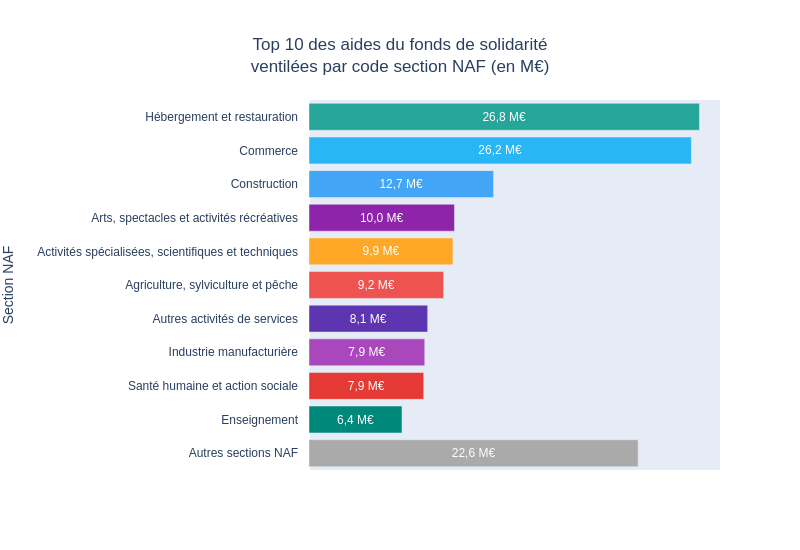 Top 10 des aides du fonds de solidarité
ventilées par code section NAF (en M€)
Section NAF
Hébergement et restauration 26,8 M€
Commerce 26,2 M€
Construction 12,7 M€
Arts, spectacles et activités récréatives 10,0 M€
Activités spécialisées, scientifiques et techniques 9,9 M€
Agriculture, sylviculture et pêche 9,2 M€
Autres activités de services 8,1 M€
Industrie manufacturière 7,9 M€
Santé humaine et action sociale 7,9 M€
Enseignement 6,4 M€
Autres sections NAF 22,6 M€